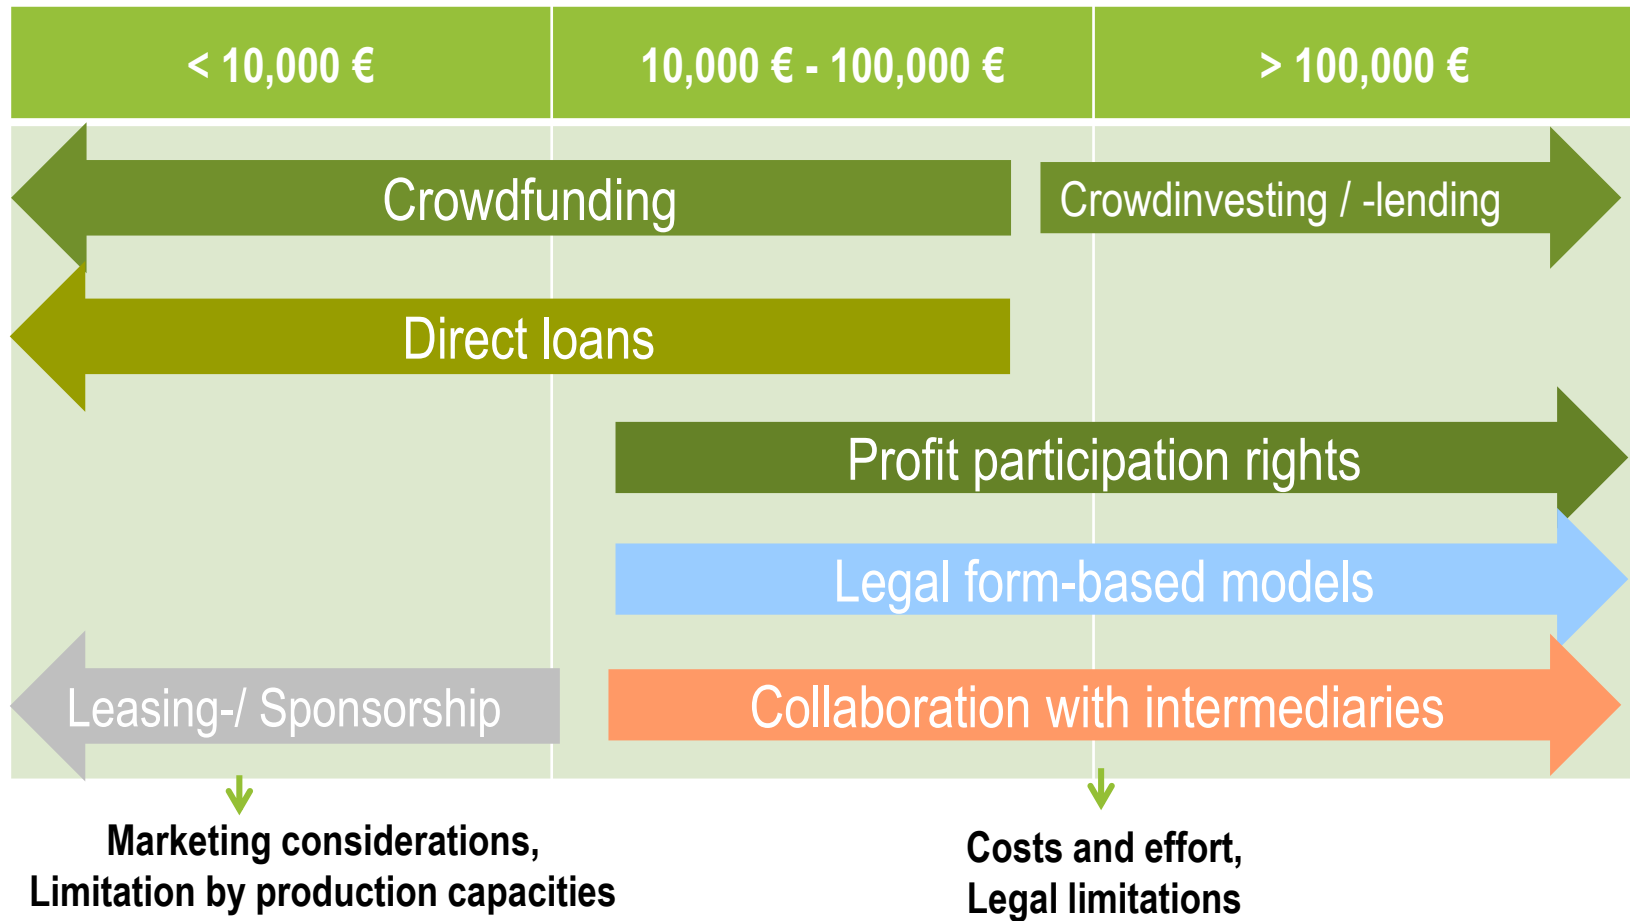 < 10,000 €
10,000 € - 100,000 €
> 100,000 €
Crowdfunding
Crowdinvesting / -lending
Direct loans
Profit participation rights
Legal form-based models
Leasing-/ Sponsorship
Collaboration with intermediaries
Marketing considerations,
Limitation by production capacities
Costs and effort,
Legal limitations